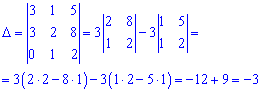 Δ = |3 1 5; 3 2 8; 0 1 2| = 3|2 8; 1 2| − 3|1 5; 1 2| =
= 3(2 · 2 − 8 · 1) − 3(1 · 2 − 5 · 1) = −12 + 9 = −3